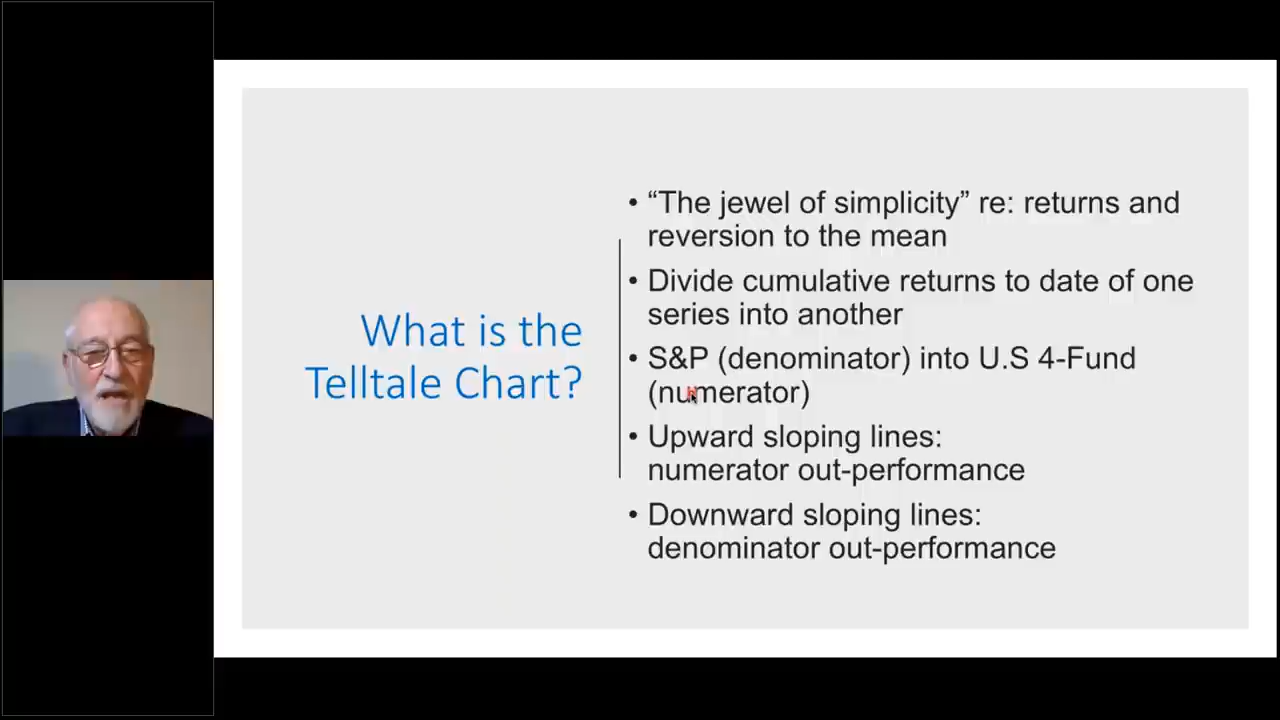 What is the
Telltale Chart?
• “The jewel of simplicity” re: returns and
reversion to the mean
• Divide cumulative returns to date of one
series into another
• S&P (denominator) into U.S 4-Fund
(numerator)
• Upward sloping lines:
numerator out-performance
• Downward sloping lines:
denominator out-performance